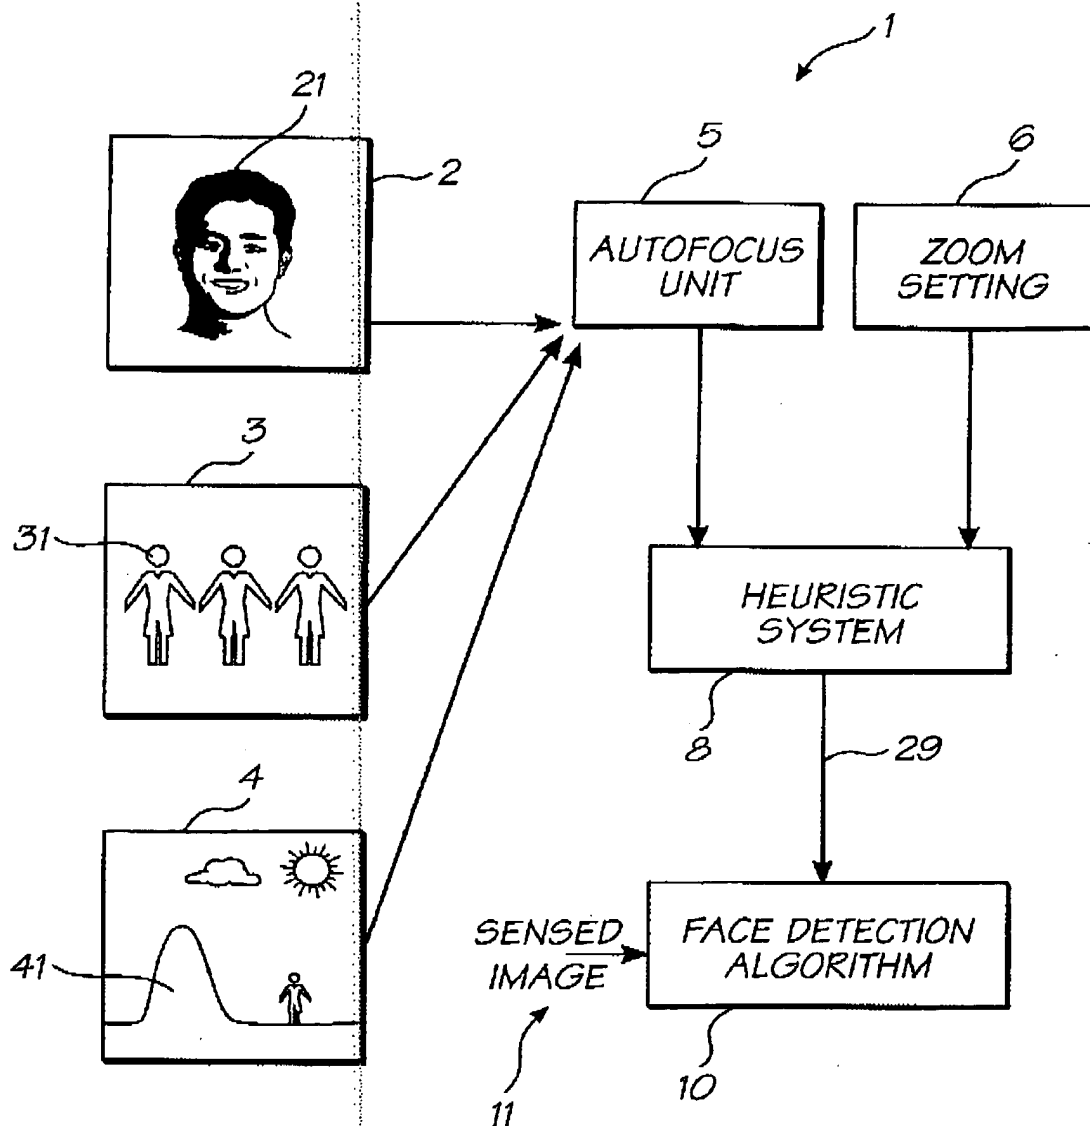 1
21
2
5
6
AUTOFOCUS
UNIT
ZOOM
SETTING
3
31
HEURISTIC
SYSTEM
8
29
4
41
SENSED
IMAGE
FACE DETECTION
ALGORITHM
10
11